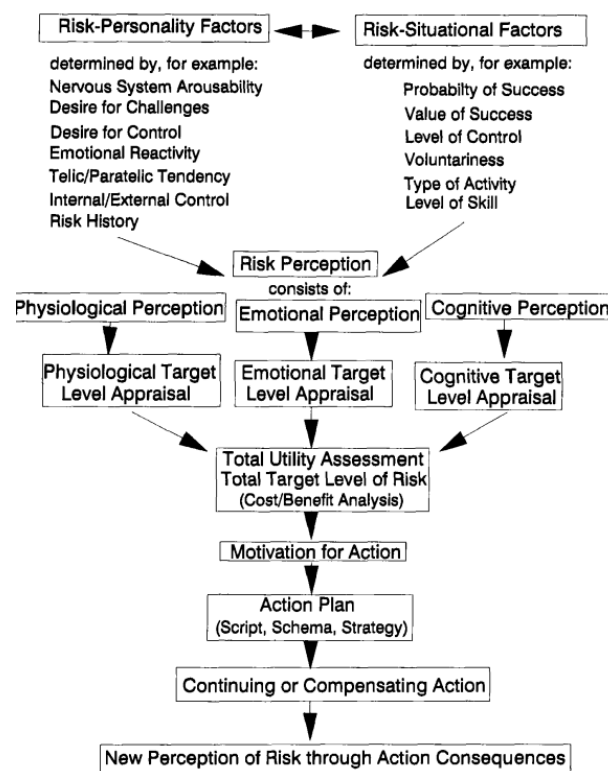 Risk-Personality Factors
Risk-Situational Factors
determined by, for example:
Nervous System Arousability
Desire for Challenges
Desire for Control
Emotional Reactivity
Telic/Paratelic Tendency
Internal/External Control
Risk History
determined by, for example:
Probabilty of Success
Value of Success
Level of Control
Voluntariness
Type of Activity
Level of Skill
Risk Perception
consists of:
Physiological Perception
Emotional Perception
Cognitive Perception
Physiological Target
Level Appraisal
Emotional Target
Level Appraisal
Cognitive Target
Level Appraisal
Total Utility Assessment
Total Target Level of Risk
(Cost/Benefit Analysis)
Motivation for Action
Action Plan
(Script, Schema, Strategy)
Continuing or Compensating Action
New Perception of Risk through Action Consequences